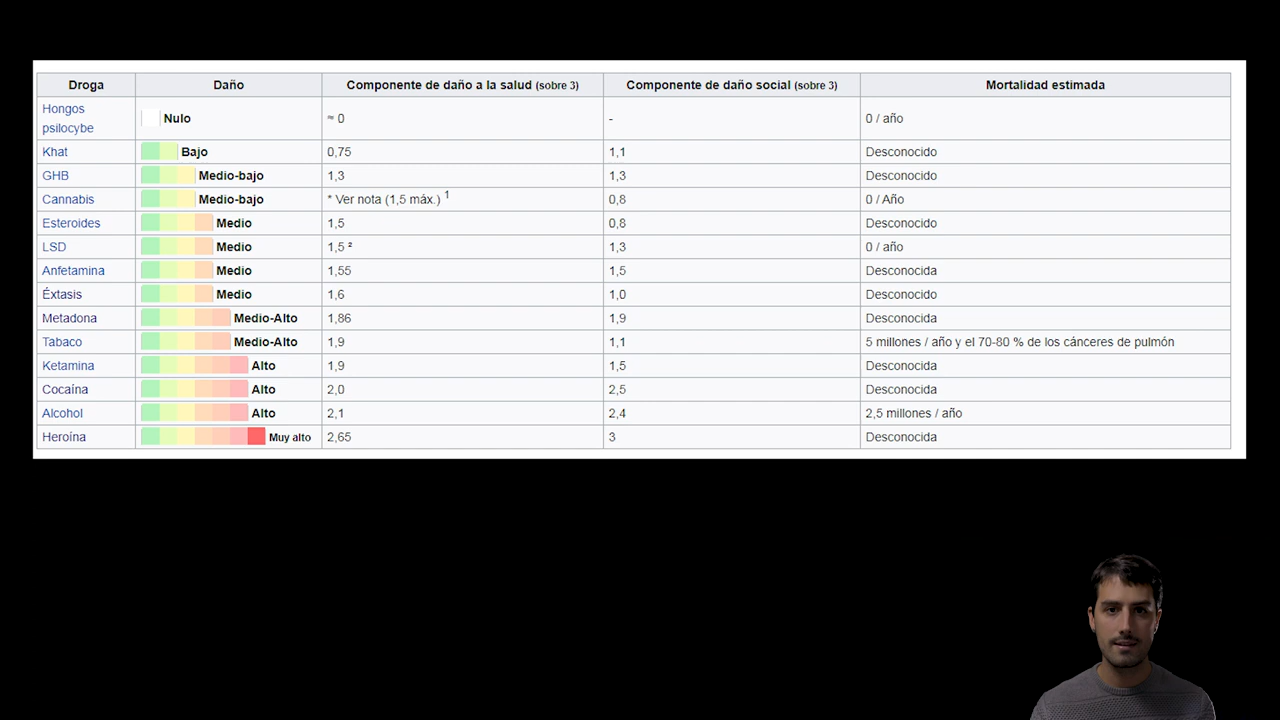 Droga Daño Componente de daño a la salud (sobre 3) Componente de daño social (sobre 3) Mortalidad estimada
Hongos psilocybe Nulo ≈ 0 - 0 / año
Khat Bajo 0,75 1,1 Desconocido
GHB Medio-bajo 1,3 1,3 Desconocido
Cannabis Medio-bajo * Ver nota (1,5 máx.) 1 0,8 0 / Año
Esteroides Medio 1,5 0,8 Desconocido
LSD Medio 1,5 ² 1,3 0 / año
Anfetamina Medio 1,55 1,5 Desconocida
Éxtasis Medio 1,6 1,0 Desconocido
Metadona Medio-Alto 1,86 1,9 Desconocida
Tabaco Medio-Alto 1,9 1,1 5 millones / año y el 70-80 % de los cánceres de pulmón
Ketamina Alto 1,9 1,5 Desconocida
Cocaína Alto 2,0 2,5 Desconocida
Alcohol Alto 2,1 2,4 2,5 millones / año
Heroína Muy alto 2,65 3 Desconocida